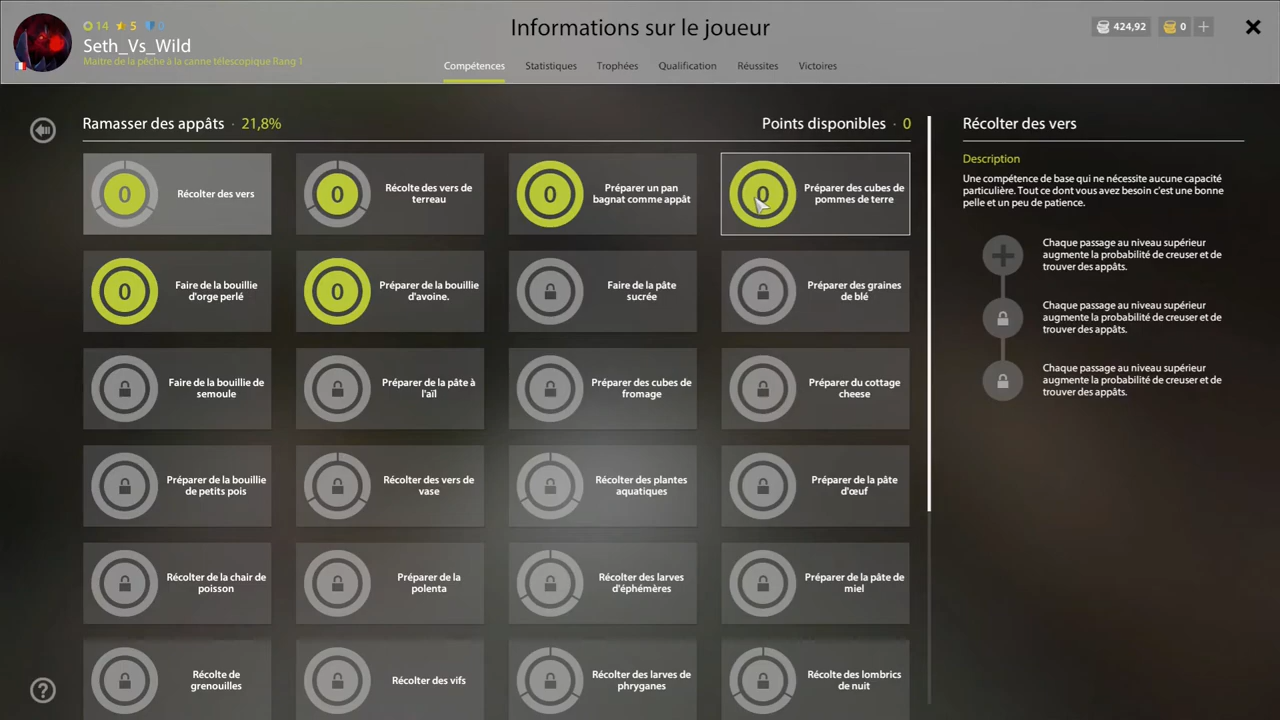 14 5 0
Seth_Vs_Wild
Maître de la pêche à la canne télescopique Rang 1
Informations sur le joueur
424,92
0
Compétences
Statistiques
Trophées
Qualification
Réussites
Victoires
Ramasser des appâts · 21,8%
Points disponibles · 0
0
Récolter des vers
0
Récolte des vers de
terreau
0
Préparer un pan
bagnat comme appât
0
Préparer des cubes de
pommes de terre
0
Faire de la bouillie
d'orge perlé
0
Préparer de la bouillie
d'avoine.
Faire de la pâte
sucrée
Préparer des graines
de blé
Faire de la bouillie de
semoule
Préparer de la pâte à
l'ail
Préparer des cubes de
fromage
Préparer du cottage
cheese
Préparer de la bouillie
de petits pois
Récolter des vers de
vase
Récolter des plantes
aquatiques
Préparer de la pâte
d'œuf
Récolter de la chair de
poisson
Préparer de la
polenta
Récolter des larves
d'éphémères
Préparer de la pâte de
miel
Récolte de
grenouilles
Récolter des vifs
Récolter des larves de
phryganes
Récolte des lombrics
de nuit
Récolter des vers
Description
Une compétence de base qui ne nécessite aucune capacité
particulière. Tout ce dont vous avez besoin c'est une bonne
pelle et un peu de patience.
Chaque passage au niveau supérieur
augmente la probabilité de creuser et de
trouver des appâts.
Chaque passage au niveau supérieur
augmente la probabilité de creuser et de
trouver des appâts.
Chaque passage au niveau supérieur
augmente la probabilité de creuser et de
trouver des appâts.
?